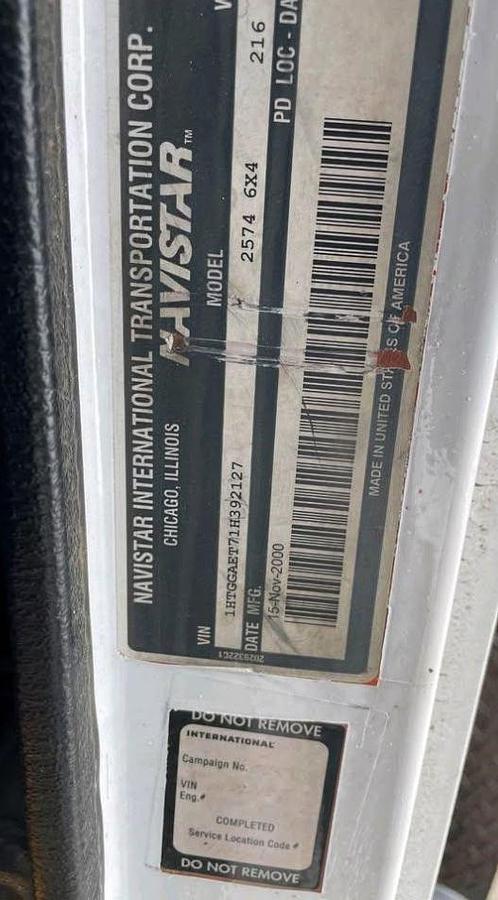 NAVISTAR INTERNATIONAL TRANSPORTATION CORP.
CHICAGO, ILLINOIS
NAVISTAR™
VIN
MODEL
1HTGGAET71H392127
2574 6X4
216
DATE MFG.
PD LOC - DA
15-Nov-2000
MADE IN UNITED STATES OF AMERICA
2028322C1
DO NOT REMOVE
INTERNATIONAL
Campaign No.
VIN
Eng.#
COMPLETED
Service Location Code #
DO NOT REMOVE